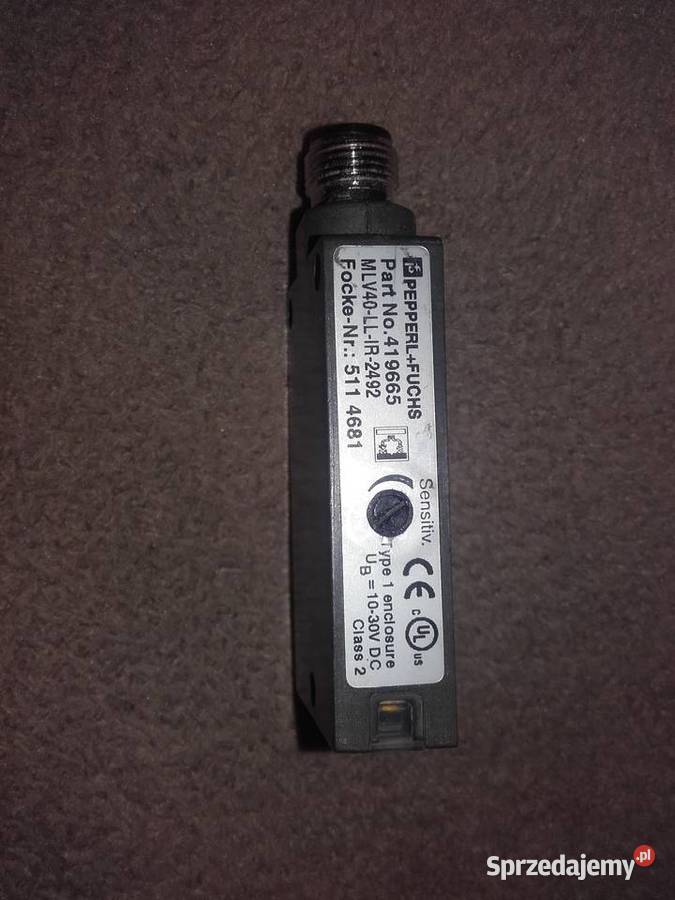 PEPPERL+FUCHS
Part No.419665
MLV40-LL-IR-2492
Focke-Nr.: 511 4681
Sensitiv.
CE
c UL us
Type 1 enclosure
UB = 10-30V DC
Class 2
Sprzedajemy.pl